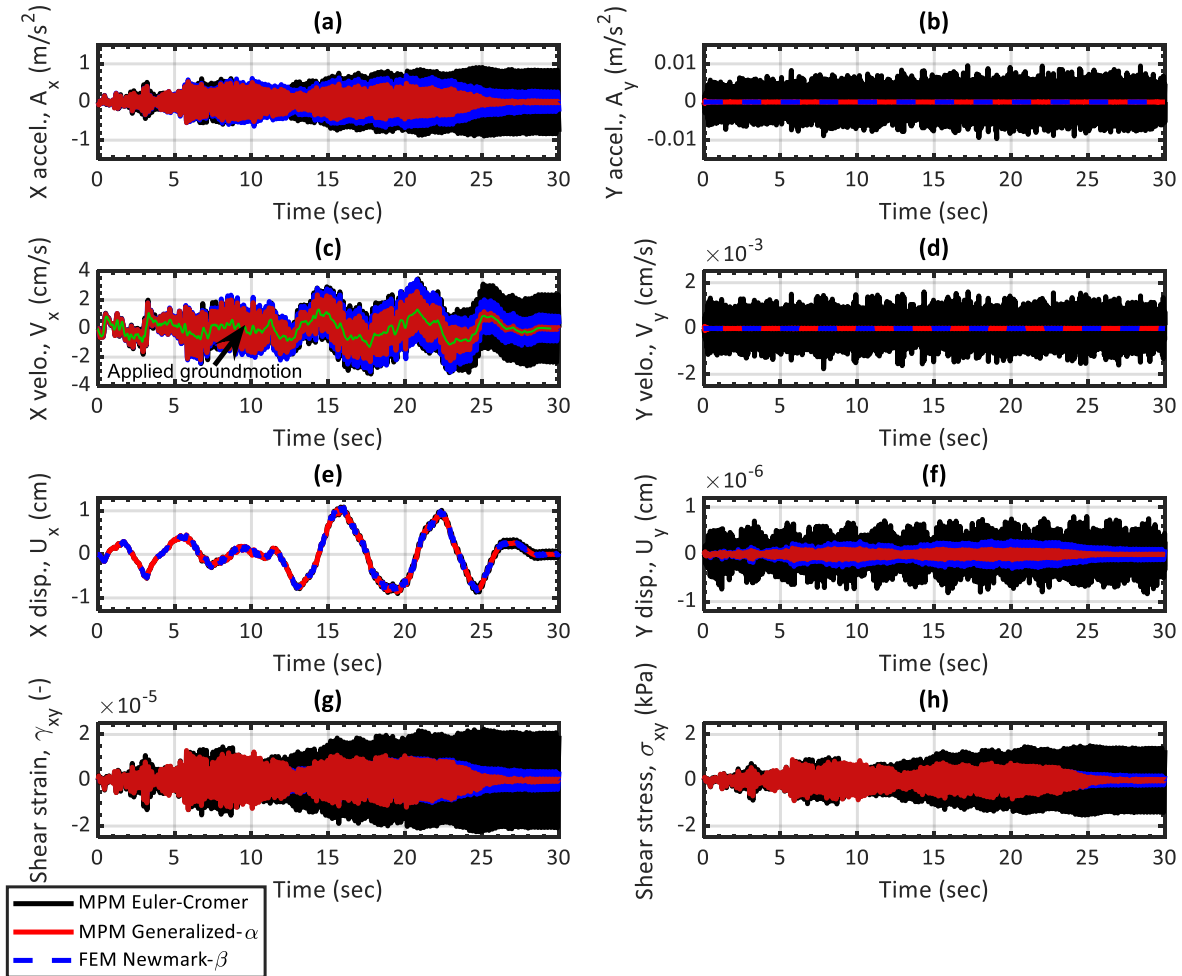 (a)
X accel., A_x (m/s²)
1
0
-1
0 5 10 15 20 25 30
Time (sec)
(b)
Y accel., A_y (m/s²)
0.01
0
-0.01
0 5 10 15 20 25 30
Time (sec)
(c)
X velo., V_x (cm/s)
4
2
0
-2
-4
Applied groundmotion
0 5 10 15 20 25 30
Time (sec)
(d)
×10⁻³
Y velo., V_y (cm/s)
2
0
-2
0 5 10 15 20 25 30
Time (sec)
(e)
X disp., U_x (cm)
1
0
-1
0 5 10 15 20 25 30
Time (sec)
(f)
×10⁻⁶
Y disp., U_y (cm)
1
0
-1
0 5 10 15 20 25 30
Time (sec)
(g)
×10⁻⁵
Shear strain, γ_xy (-)
2
0
-2
0 5 10 15 20 25 30
Time (sec)
(h)
Shear stress, σ_xy (kPa)
2
0
-2
0 5 10 15 20 25 30
Time (sec)
MPM Euler-Cromer
MPM Generalized-α
FEM Newmark-β